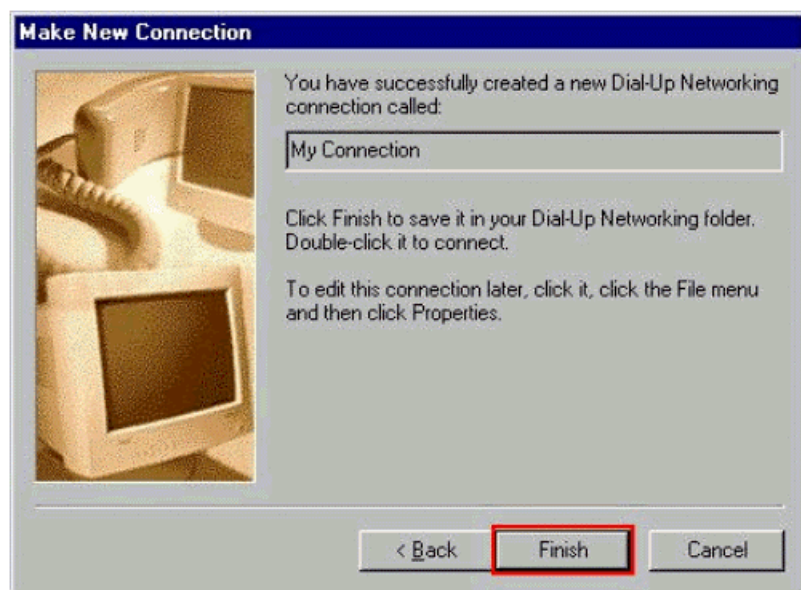 Make New Connection
You have successfully created a new Dial-Up Networking
connection called:
My Connection
Click Finish to save it in your Dial-Up Networking folder.
Double-click it to connect.
To edit this connection later, click it, click the File menu
and then click Properties.
< Back Finish Cancel